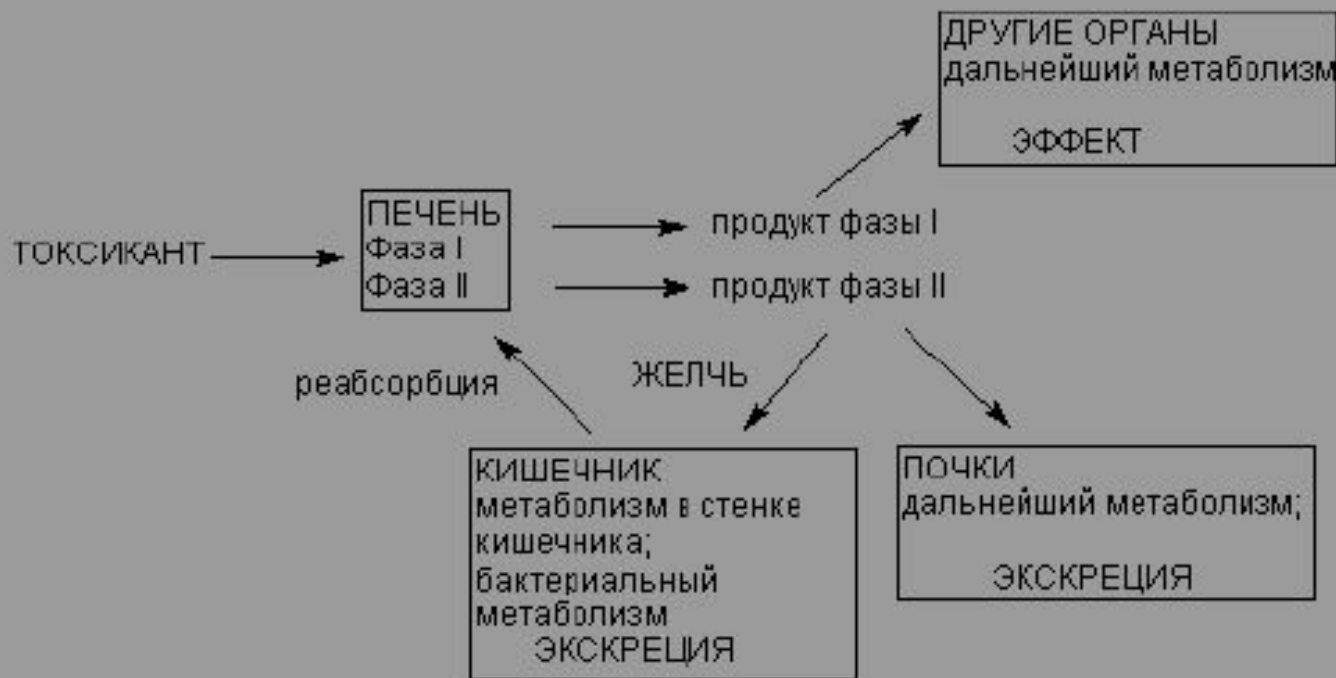 ДРУГИЕ ОРГАНЫ
дальнейший метаболизм
ЭФФЕКТ
ТОКСИКАНТ
ПЕЧЕНЬ
Фаза I
Фаза II
продукт фазы I
продукт фазы II
реабсорбция
ЖЕЛЧЬ
КИШЕЧНИК
метаболизм в стенке
кишечника;
бактериальный
метаболизм
ЭКСКРЕЦИЯ
ПОЧКИ
дальнейший метаболизм;
ЭКСКРЕЦИЯ